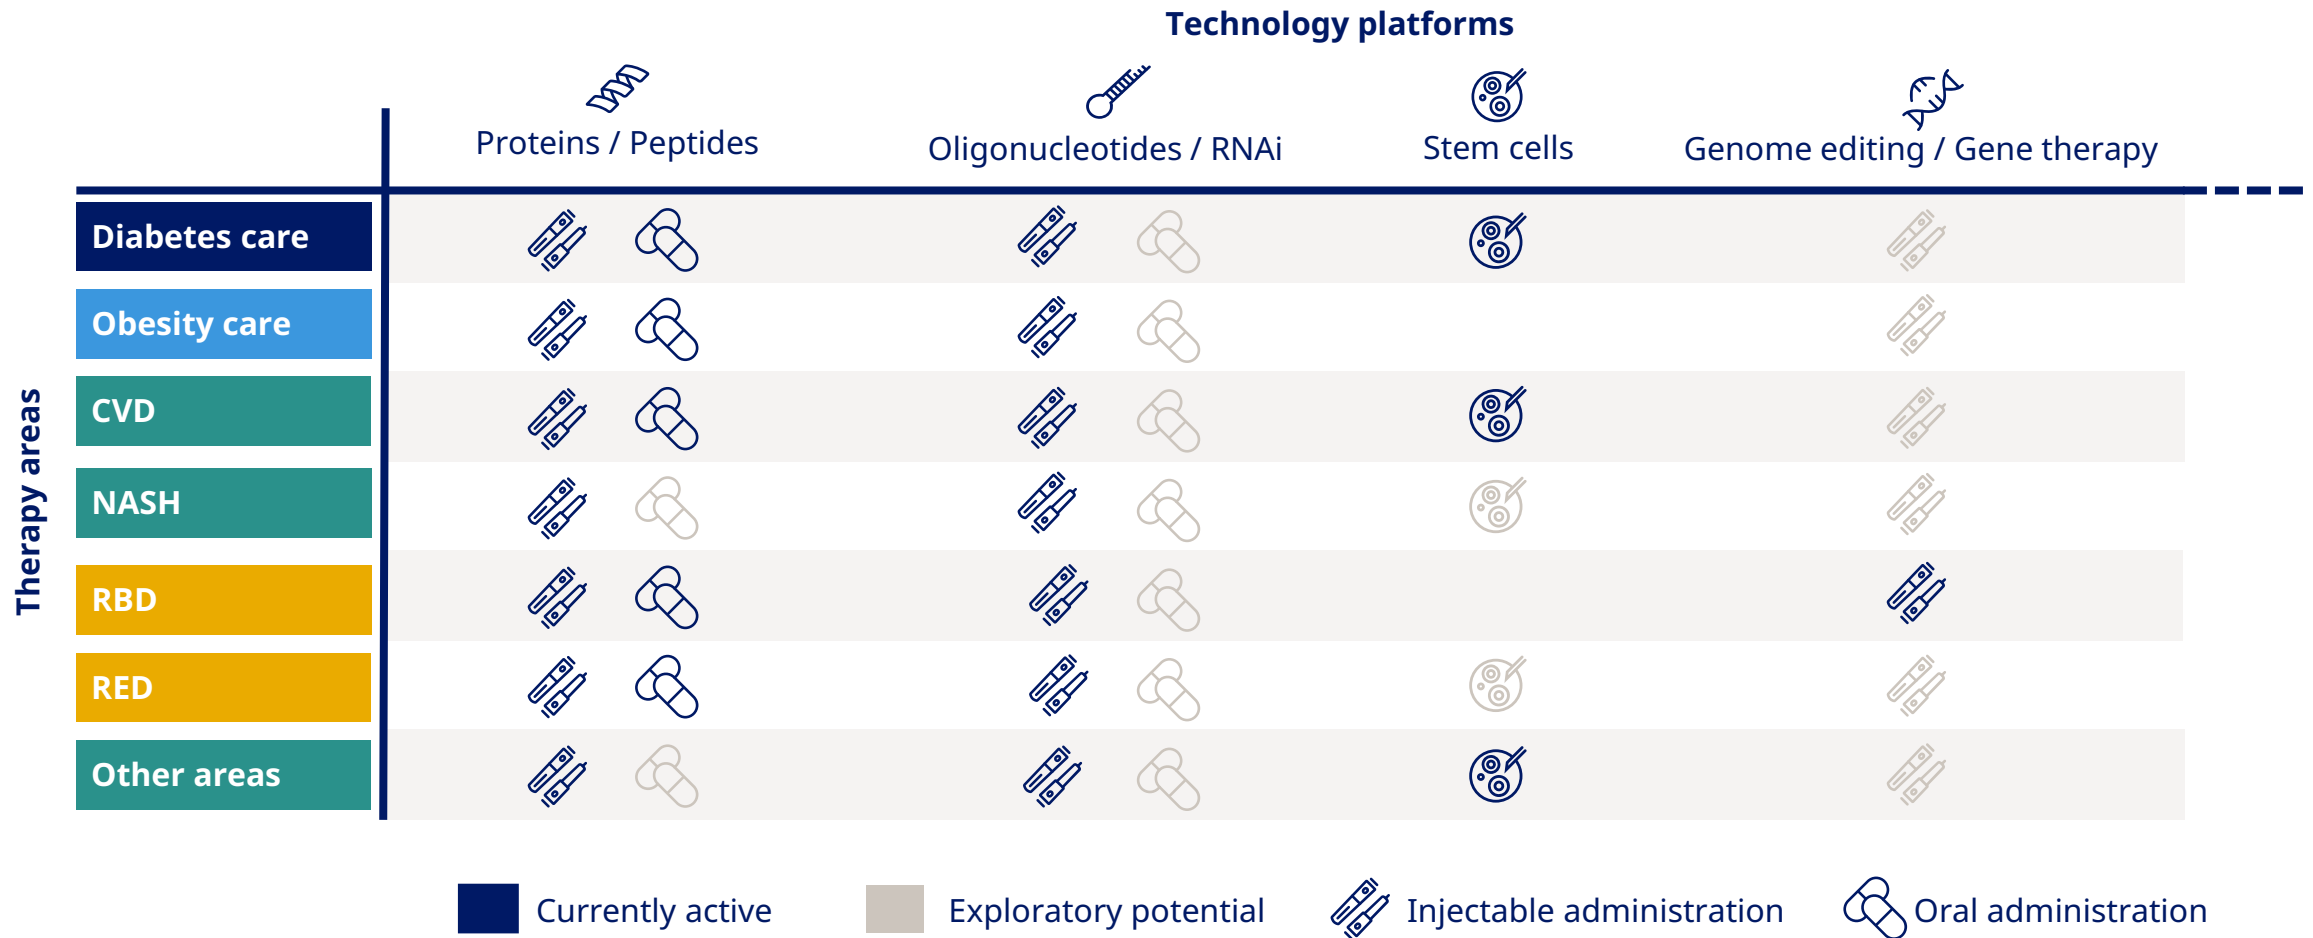 Technology platforms
Proteins / Peptides
Oligonucleotides / RNAi
Stem cells
Genome editing / Gene therapy
Therapy areas
Diabetes care
Obesity care
CVD
NASH
RBD
RED
Other areas
Currently active
Exploratory potential
Injectable administration
Oral administration